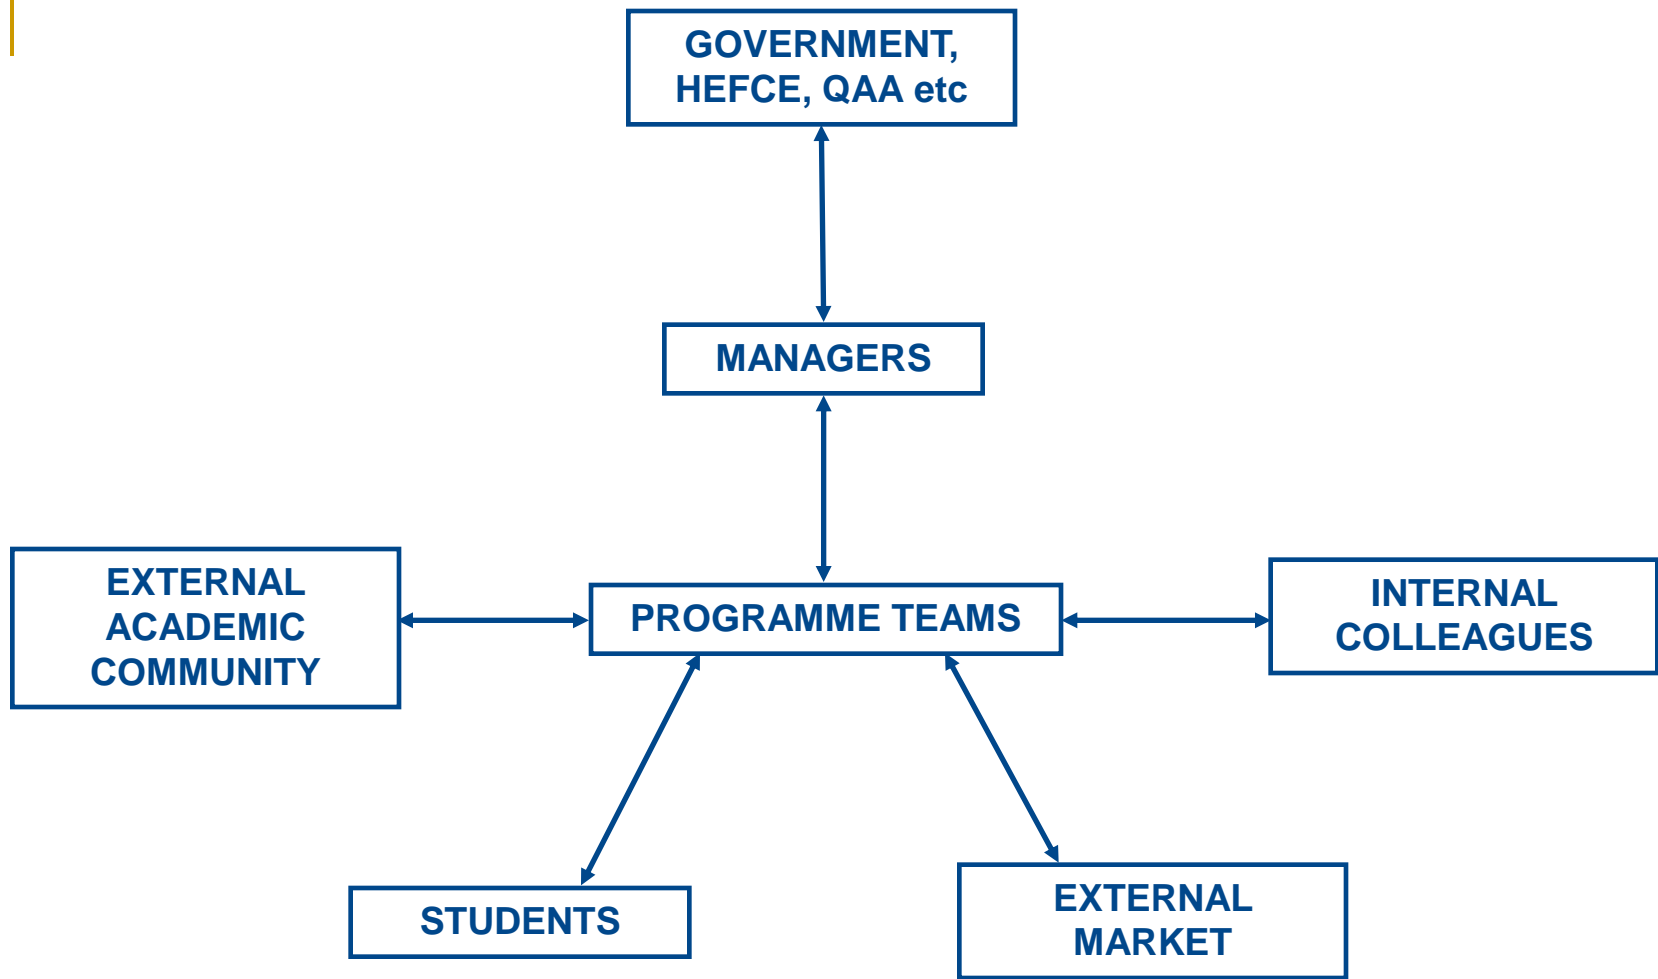 GOVERNMENT,
HEFCE, QAA etc
MANAGERS
EXTERNAL
ACADEMIC
COMMUNITY
PROGRAMME TEAMS
INTERNAL
COLLEAGUES
STUDENTS
EXTERNAL
MARKET